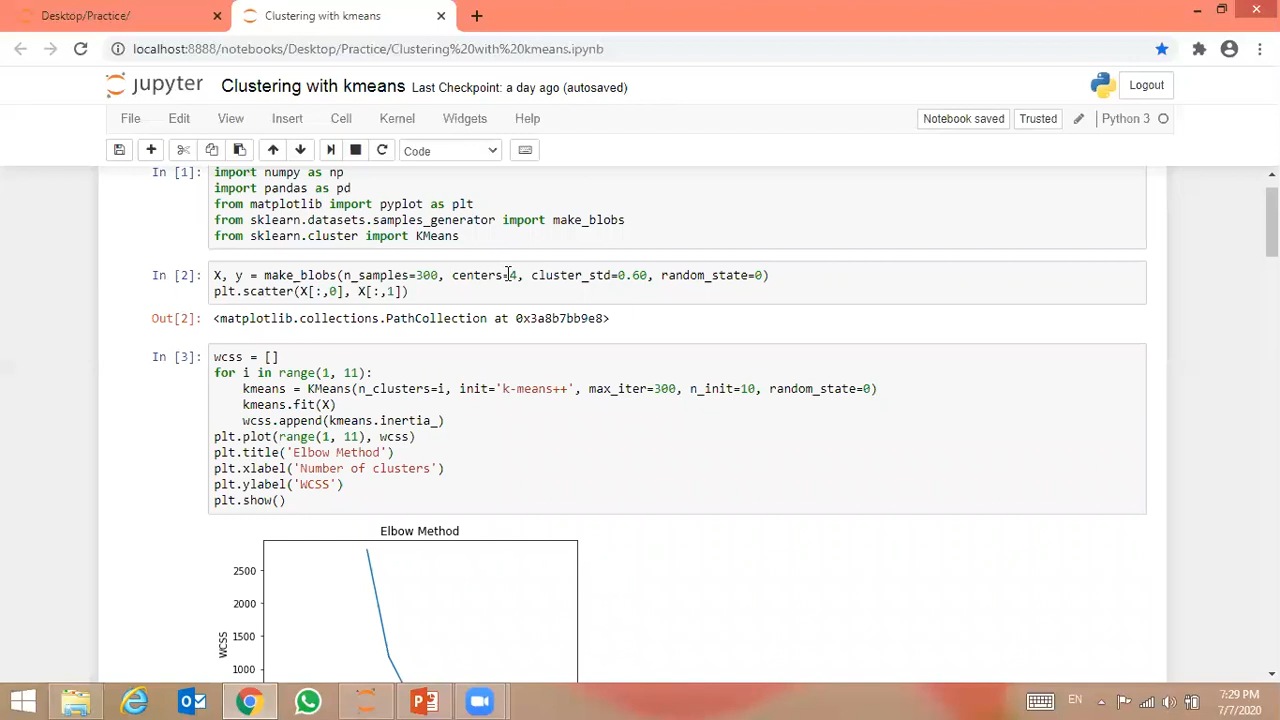 Desktop/Practice/
Clustering with kmeans
localhost:8888/notebooks/Desktop/Practice/Clustering%20with%20kmeans.ipynb
jupyter Clustering with kmeans Last Checkpoint: a day ago (autosaved) Logout
File Edit View Insert Cell Kernel Widgets Help Notebook saved Trusted Python 3
Code
In [1]: import numpy as np
import pandas as pd
from matplotlib import pyplot as plt
from sklearn.datasets.samples_generator import make_blobs
from sklearn.cluster import KMeans
In [2]: X, y = make_blobs(n_samples=300, centers=4, cluster_std=0.60, random_state=0)
plt.scatter(X[:,0], X[:,1])
Out[2]: <matplotlib.collections.PathCollection at 0x3a8b7bb9e8>
In [3]: wcss = []
for i in range(1, 11):
    kmeans = KMeans(n_clusters=i, init='k-means++', max_iter=300, n_init=10, random_state=0)
    kmeans.fit(X)
    wcss.append(kmeans.inertia_)
plt.plot(range(1, 11), wcss)
plt.title('Elbow Method')
plt.xlabel('Number of clusters')
plt.ylabel('WCSS')
plt.show()
Elbow Method
2500
2000
1500
1000
WCSS
EN
7:29 PM
7/7/2020